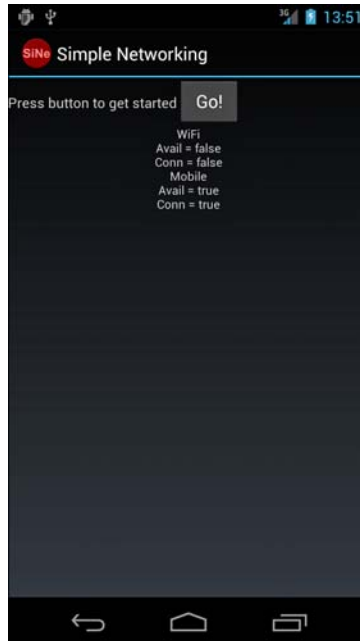 3G 13:51
SiNe Simple Networking
Press button to get started Go!
WiFi
Avail = false
Conn = false
Mobile
Avail = true
Conn = true